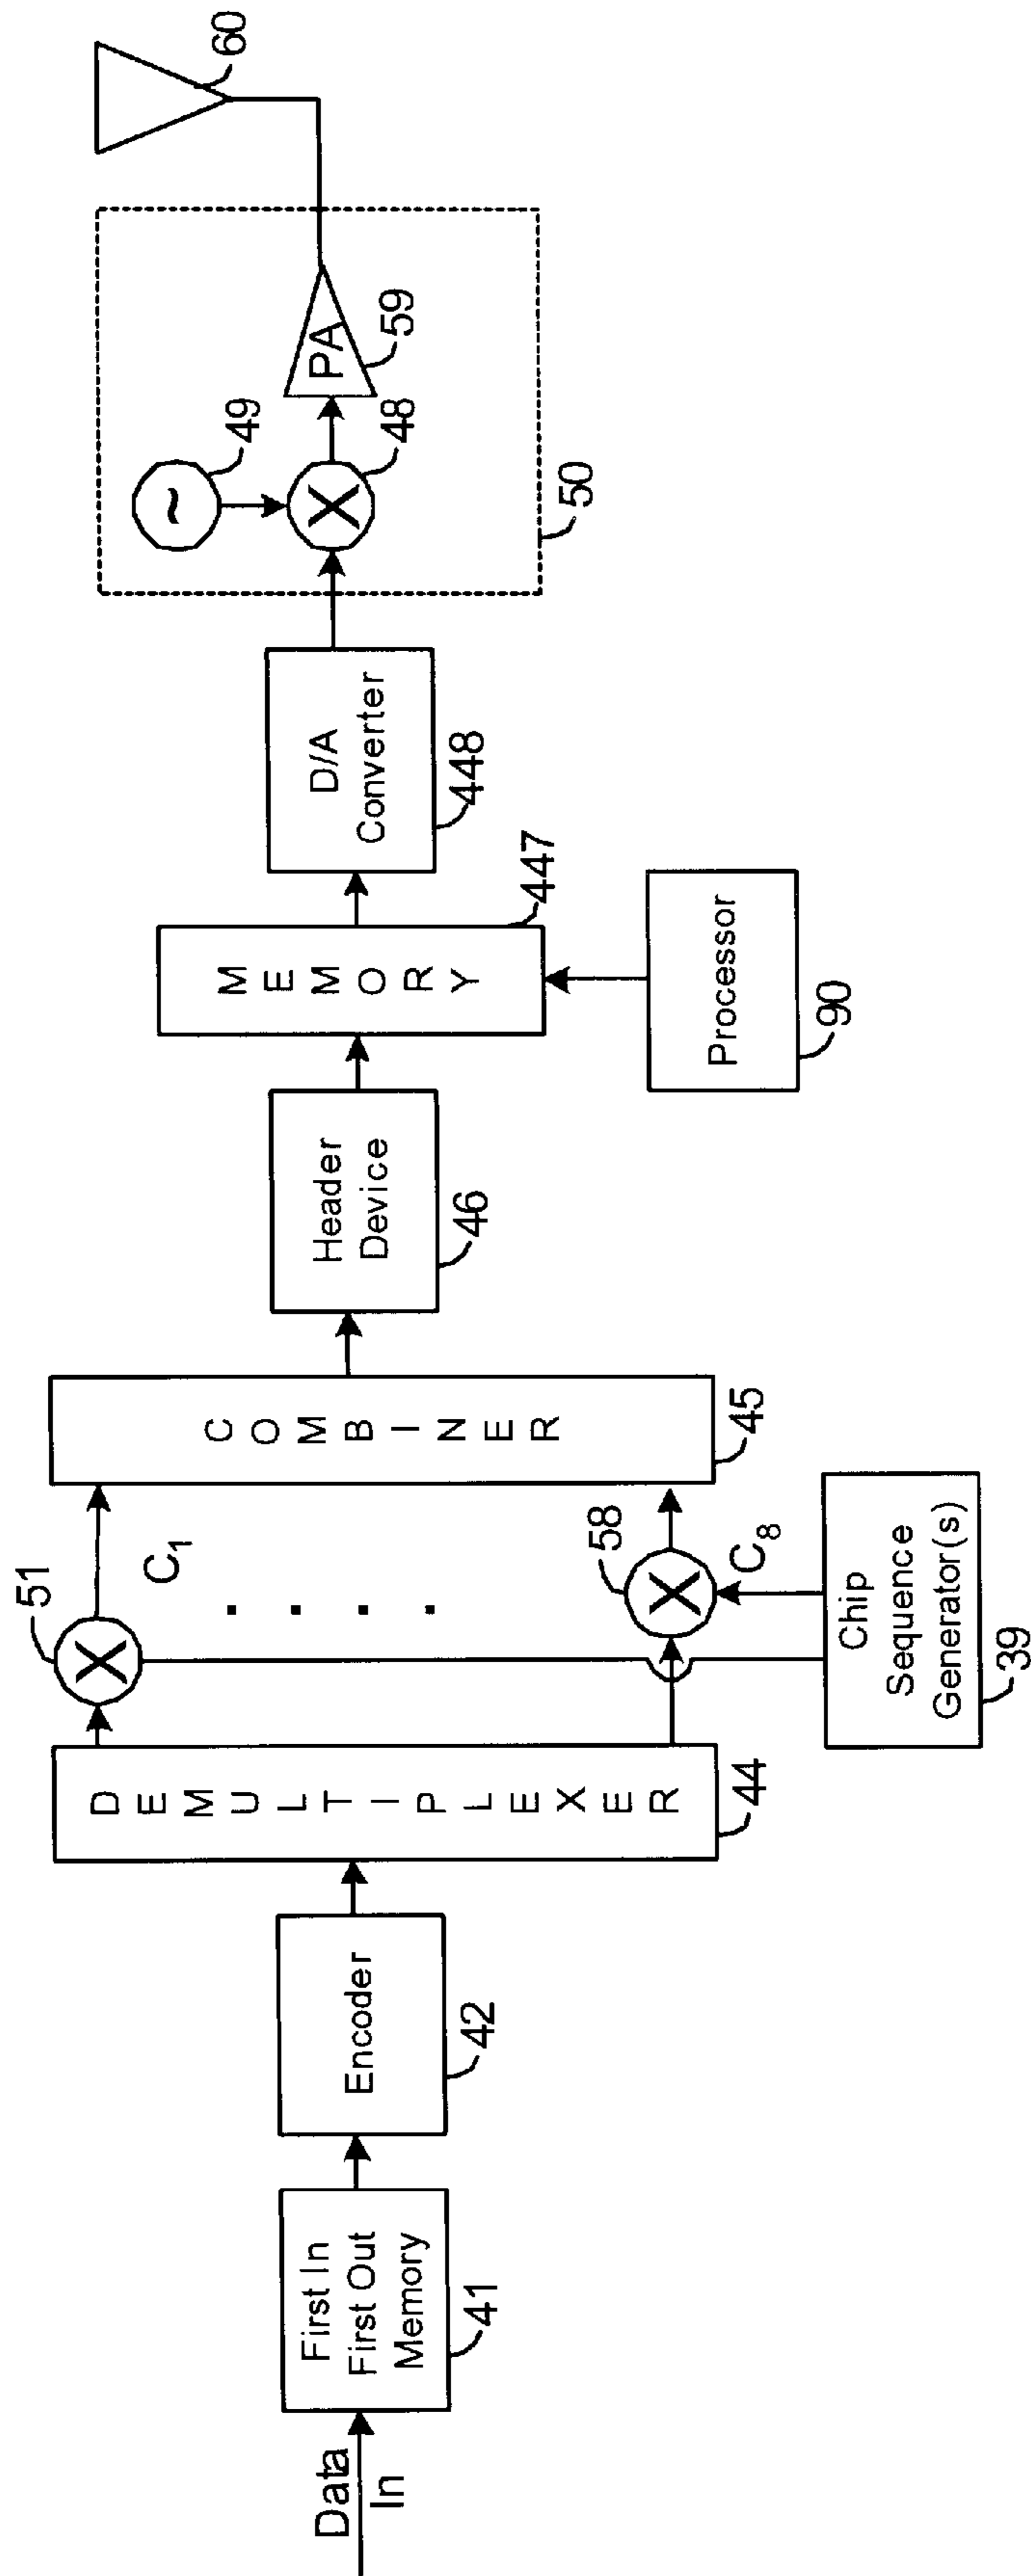 Data
In
First In
First Out
Memory
41
Encoder
42
DEMULTIPLEXER
44
51
C1
X
58
X
C8
Chip
Sequence
Generator(s)
39
COMBINER
45
Header
Device
46
MEMORY
447
Processor
90
D/A
Converter
448
~
49
X
48
PA
59
50
60